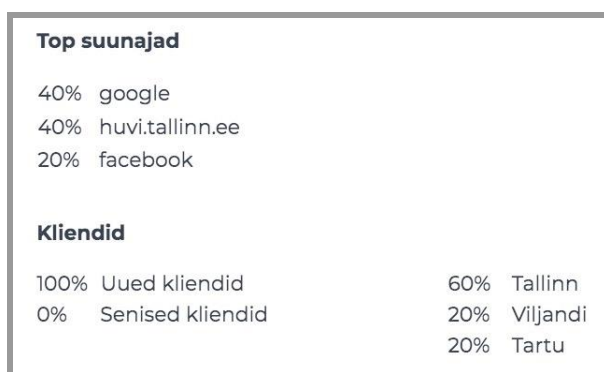 Top suunajad
40% google
40% huvi.tallinn.ee
20% facebook
Kliendid
100% Uued kliendid
0% Senised kliendid
60% Tallinn
20% Viljandi
20% Tartu